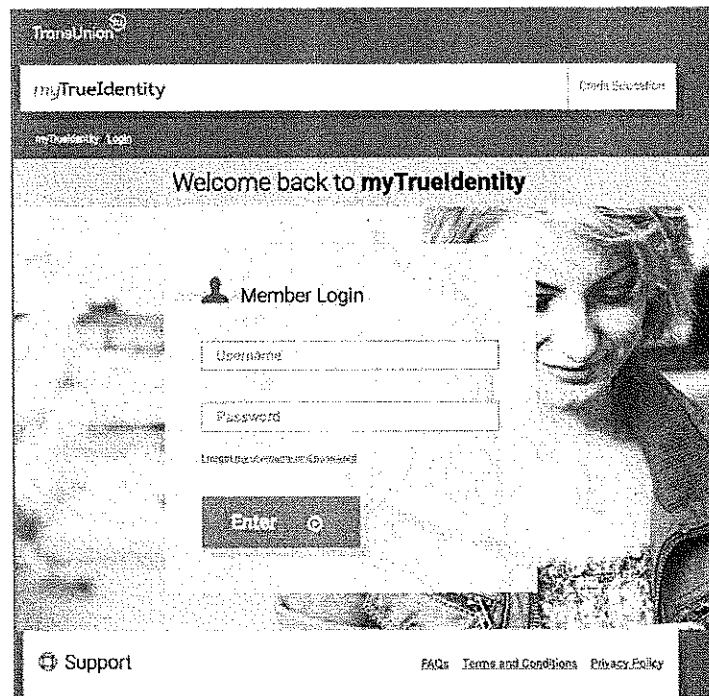 TransUnion
myTrueIdentity
Credit Education
myTrueIdentity Login
Welcome back to myTrueIdentity
Member Login
Username
Password
Enter
Support
FAQs Terms and Conditions Privacy Policy